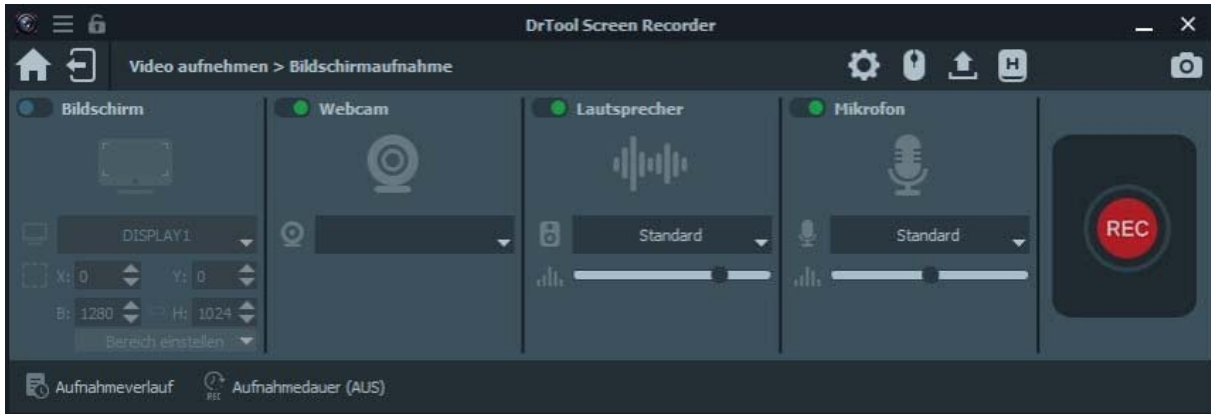 DrTool Screen Recorder
Video aufnehmen > Bildschirmaufnahme
H
Bildschirm
Webcam
Lautsprecher
Mikrofon
DISPLAY1
Standard
Standard
REC
X: 0
Y: 0
B: 1280
H: 1024
Bereich einstellen
Aufnahmeverlauf
REC
Aufnahmedauer (AUS)